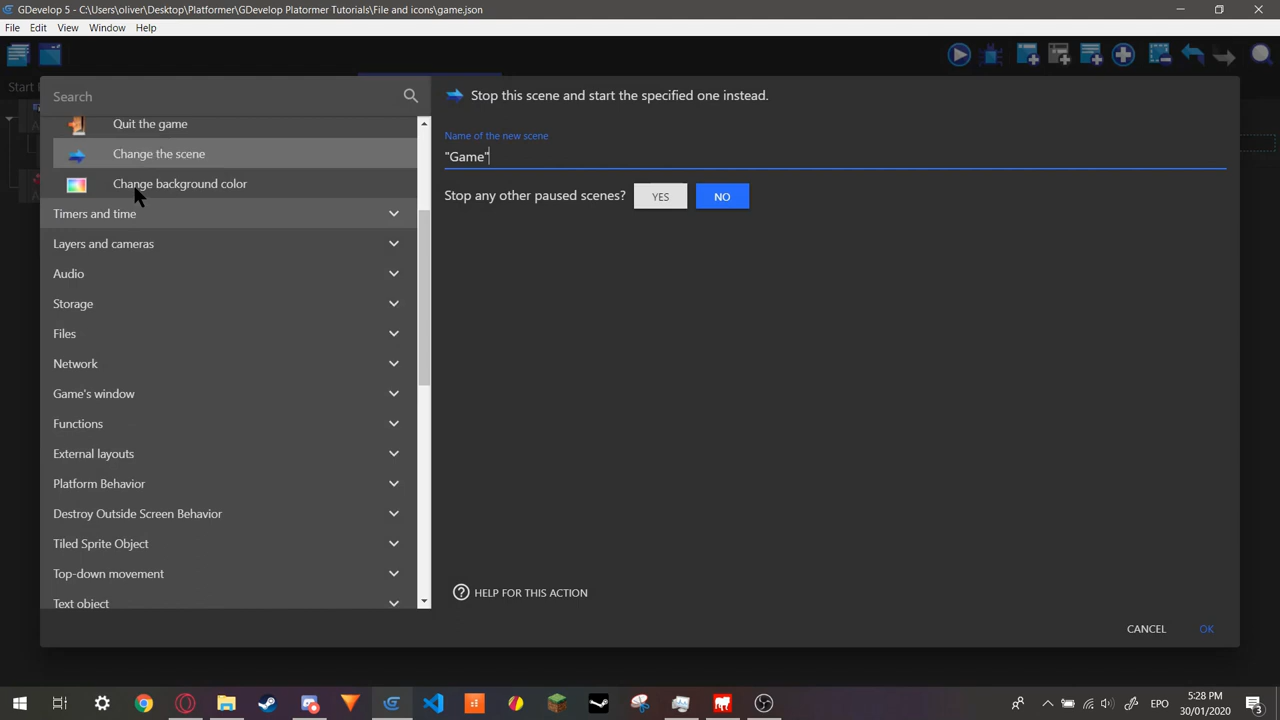 GDevelop 5 - C:\Users\oliver\Desktop\Platformer\GDevelop Platormer Tutorials\File and icons\game.json
File Edit View Window Help
Start
Search
Quit the game
Change the scene
Change background color
Timers and time
Layers and cameras
Audio
Storage
Files
Network
Game's window
Functions
External layouts
Platform Behavior
Destroy Outside Screen Behavior
Tiled Sprite Object
Top-down movement
Text object
Stop this scene and start the specified one instead.
Name of the new scene
"Game"
Stop any other paused scenes? YES NO
HELP FOR THIS ACTION
CANCEL OK
EPO
5:28 PM
30/01/2020
3